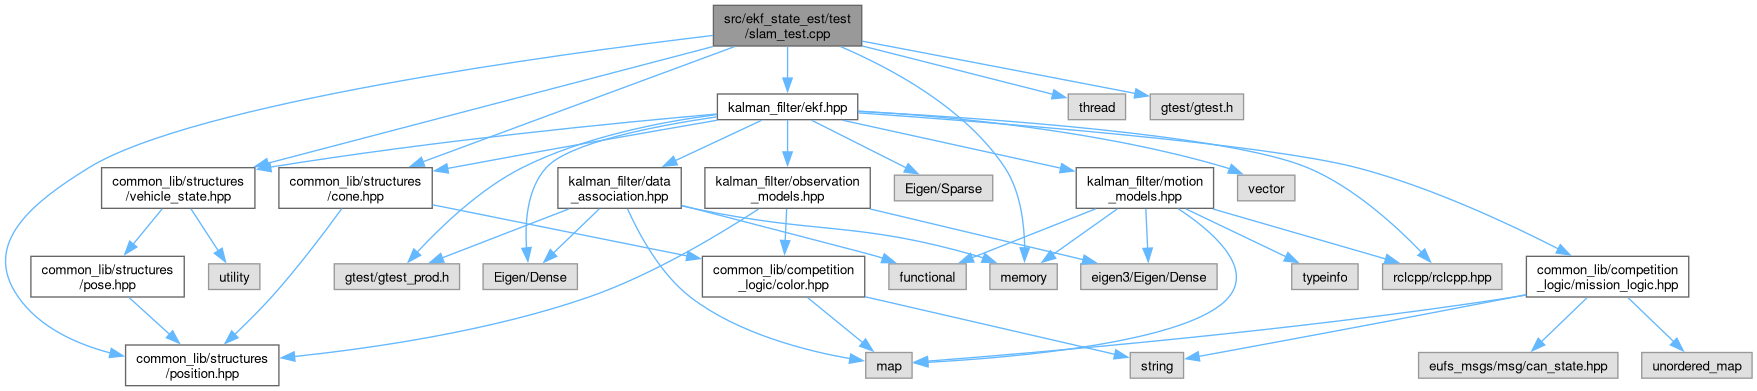 src/ekf_state_est/test
/slam_test.cpp
kalman_filter/ekf.hpp
thread
gtest/gtest.h
common_lib/structures
/vehicle_state.hpp
common_lib/structures
/cone.hpp
kalman_filter/data
_association.hpp
kalman_filter/observation
_models.hpp
Eigen/Sparse
kalman_filter/motion
_models.hpp
vector
common_lib/structures
/pose.hpp
utility
gtest/gtest_prod.h
Eigen/Dense
common_lib/competition
_logic/color.hpp
functional
memory
eigen3/Eigen/Dense
typeinfo
rclcpp/rclcpp.hpp
common_lib/competition
_logic/mission_logic.hpp
common_lib/structures
/position.hpp
map
string
eufs_msgs/msg/can_state.hpp
unordered_map